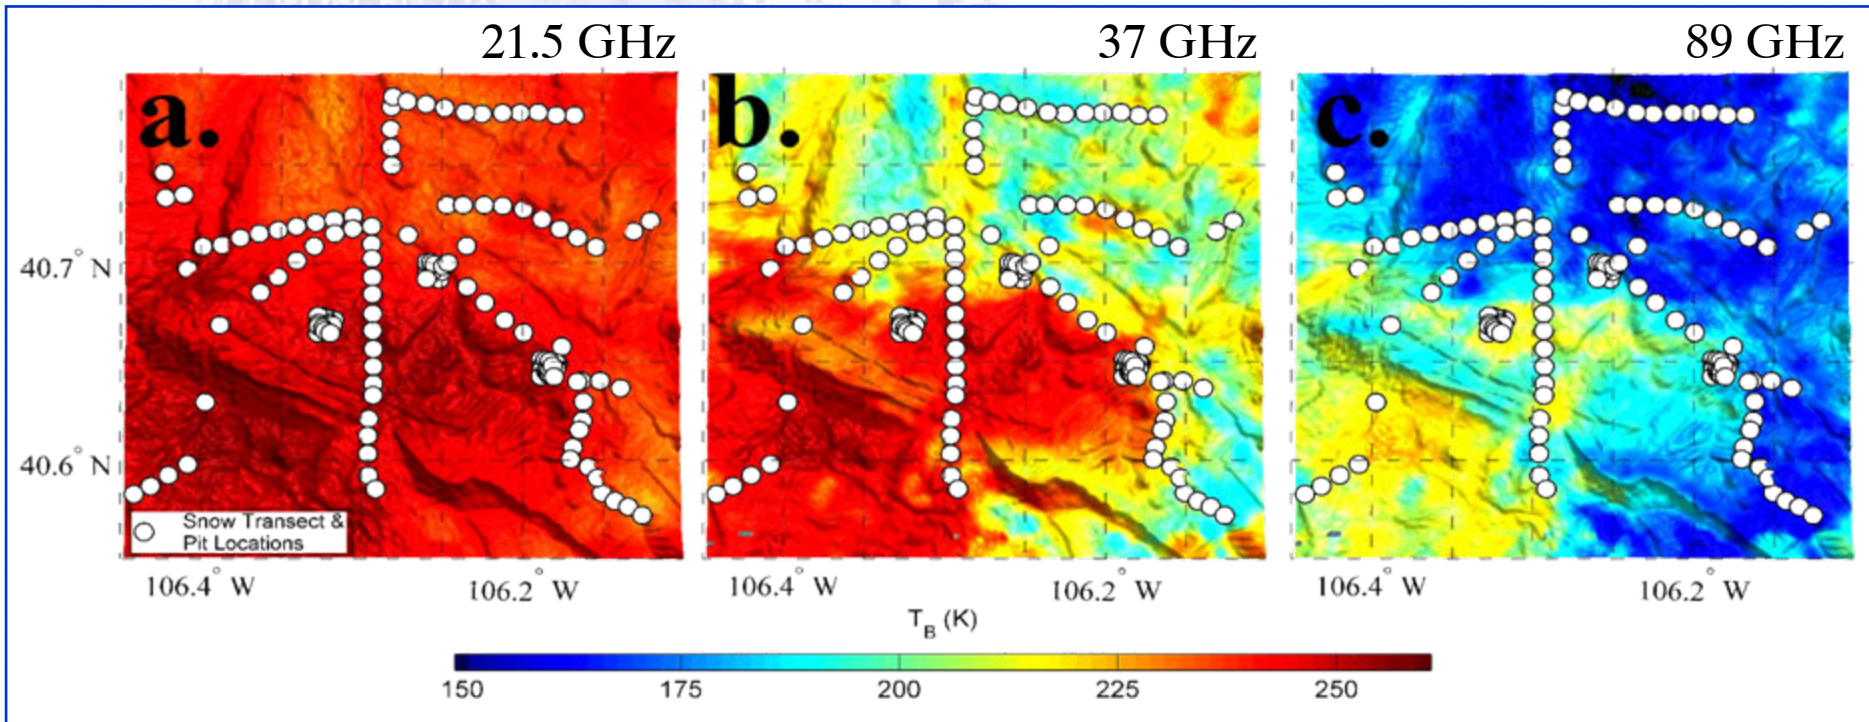 21.5 GHz 37 GHz 89 GHz
a. b. c.
40.7° N
40.6° N
Snow Transect &
Pit Locations
106.4° W 106.2° W 106.4° W 106.2° W 106.4° W 106.2° W
TB (K)
150 175 200 225 250